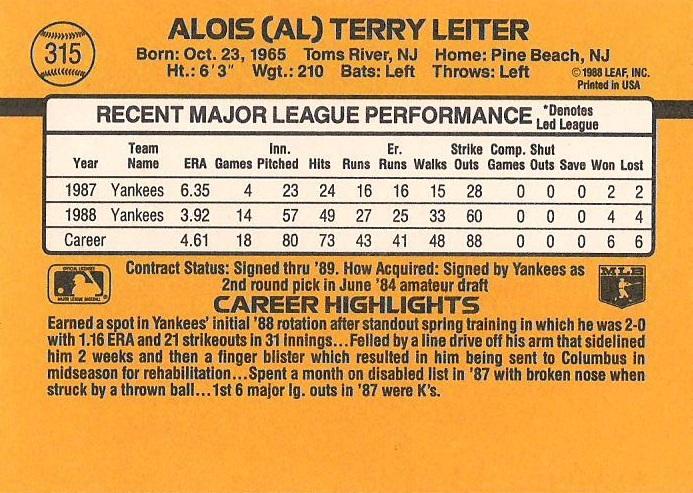 315
ALOIS (AL) TERRY LEITER
Born: Oct. 23, 1965 Toms River, NJ Home: Pine Beach, NJ
Ht.: 6'3" Wgt.: 210 Bats: Left Throws: Left
© 1988 LEAF, INC.
Printed in USA
RECENT MAJOR LEAGUE PERFORMANCE *Denotes Led League
Year Team Name ERA Games Inn. Pitched Hits Runs Er. Runs Walks Strike Outs Comp. Games Shut Outs Save Won Lost
1987 Yankees 6.35 4 23 24 16 16 15 28 0 0 0 2 2
1988 Yankees 3.92 14 57 49 27 25 33 60 0 0 0 4 4
Career 4.61 18 80 73 43 41 48 88 0 0 0 6 6
OFFICIAL LICENSEE
MAJOR LEAGUE BASEBALL
Contract Status: Signed thru '89. How Acquired: Signed by Yankees as
2nd round pick in June '84 amateur draft
MLB
CAREER HIGHLIGHTS
Earned a spot in Yankees' initial '88 rotation after standout spring training in which he was 2-0
with 1.16 ERA and 21 strikeouts in 31 innings...Felled by a line drive off his arm that sidelined
him 2 weeks and then a finger blister which resulted in him being sent to Columbus in
midseason for rehabilitation...Spent a month on disabled list in '87 with broken nose when
struck by a thrown ball...1st 6 major lg. outs in '87 were K's.